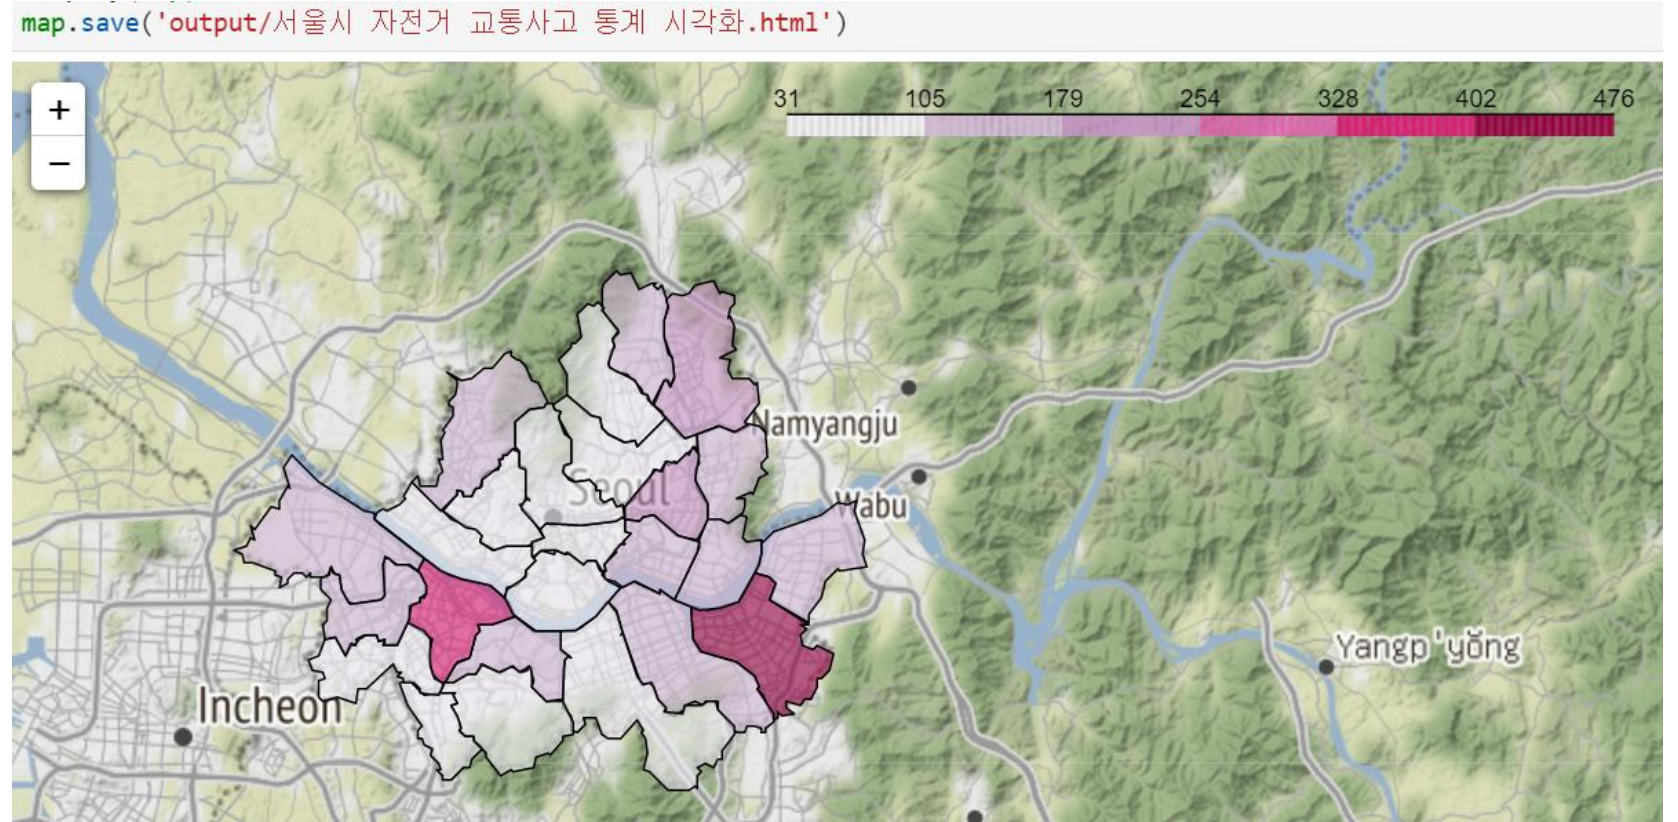 map.save('output/서울시 자전거 교통사고 통계 시각화.html')
+
−
31 105 179 254 328 402 476
Namyangju
Seoul
Wabu
Yangp'yŏng
Incheon